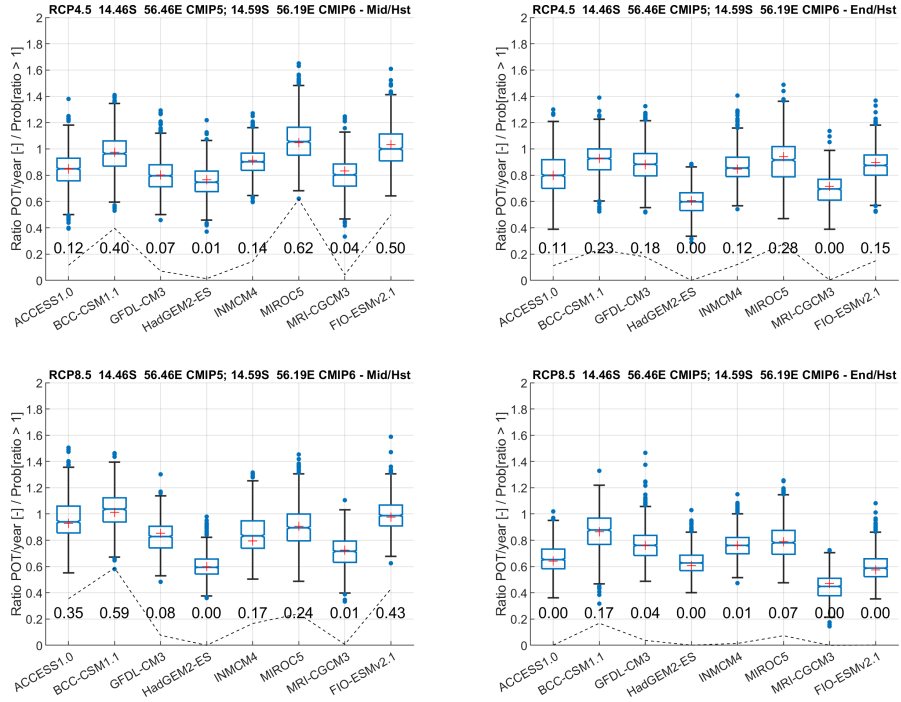 RCP4.5 14.46S 56.46E CMIP5; 14.59S 56.19E CMIP6 - Mid/Hst
Ratio POT/year [-] / Prob[ratio > 1]
2
1.8
1.6
1.4
1.2
1
0.8
0.6
0.4
0.2
0
0.12 0.40 0.07 0.01 0.14 0.62 0.04 0.50
ACCESS1.0
BCC-CSM1.1
GFDL-CM3
HadGEM2-ES
INMCM4
MIROC5
MRI-CGCM3
FIO-ESMv2.1
RCP4.5 14.46S 56.46E CMIP5; 14.59S 56.19E CMIP6 - End/Hst
Ratio POT/year [-] / Prob[ratio > 1]
2
1.8
1.6
1.4
1.2
1
0.8
0.6
0.4
0.2
0
0.11 0.23 0.18 0.00 0.12 0.28 0.00 0.15
ACCESS1.0
BCC-CSM1.1
GFDL-CM3
HadGEM2-ES
INMCM4
MIROC5
MRI-CGCM3
FIO-ESMv2.1
RCP8.5 14.46S 56.46E CMIP5; 14.59S 56.19E CMIP6 - Mid/Hst
Ratio POT/year [-] / Prob[ratio > 1]
2
1.8
1.6
1.4
1.2
1
0.8
0.6
0.4
0.2
0
0.35 0.59 0.08 0.00 0.17 0.24 0.01 0.43
ACCESS1.0
BCC-CSM1.1
GFDL-CM3
HadGEM2-ES
INMCM4
MIROC5
MRI-CGCM3
FIO-ESMv2.1
RCP8.5 14.46S 56.46E CMIP5; 14.59S 56.19E CMIP6 - End/Hst
Ratio POT/year [-] / Prob[ratio > 1]
2
1.8
1.6
1.4
1.2
1
0.8
0.6
0.4
0.2
0
0.00 0.17 0.04 0.00 0.01 0.07 0.00 0.00
ACCESS1.0
BCC-CSM1.1
GFDL-CM3
HadGEM2-ES
INMCM4
MIROC5
MRI-CGCM3
FIO-ESMv2.1